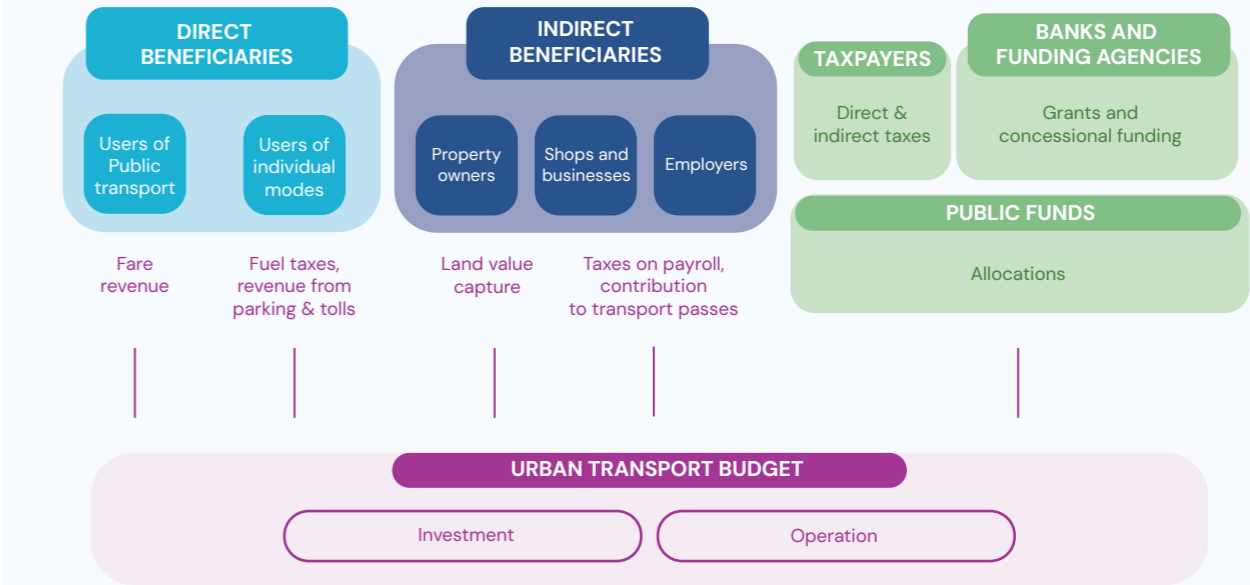 DIRECT
BENEFICIARIES
Users of
Public
transport
Users of
individual
modes
Fare
revenue
Fuel taxes,
revenue from
parking & tolls
INDIRECT
BENEFICIARIES
Property
owners
Shops and
businesses
Employers
Land value
capture
Taxes on payroll,
contribution
to transport passes
TAXPAYERS
Direct &
indirect taxes
BANKS AND
FUNDING AGENCIES
Grants and
concessional funding
PUBLIC FUNDS
Allocations
URBAN TRANSPORT BUDGET
Investment
Operation